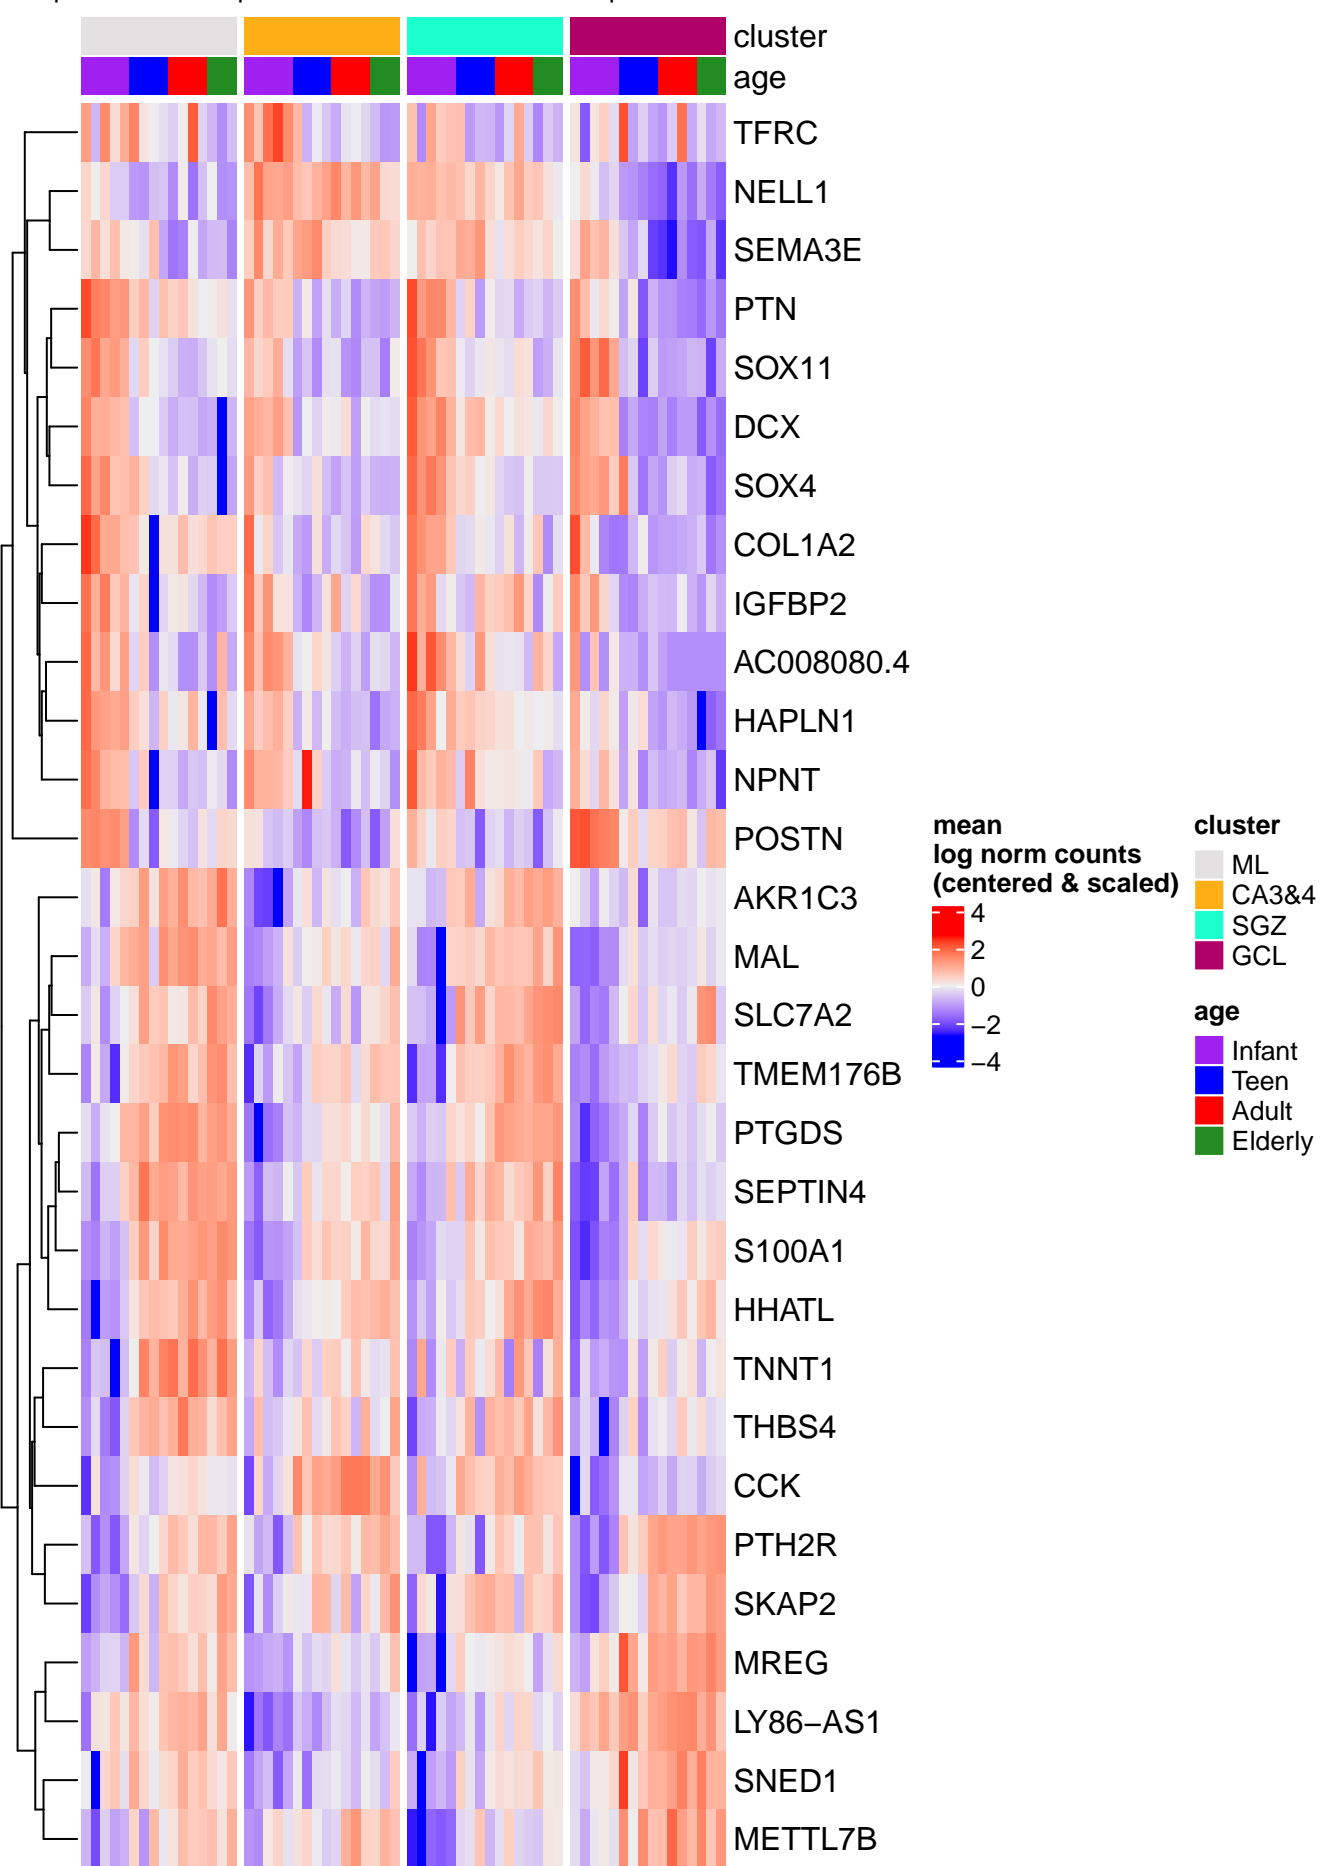 cluster
age
TFRC
NELL1
SEMA3E
PTN
SOX11
DCX
SOX4
COL1A2
IGFBP2
AC008080.4
HAPLN1
NPNT
POSTN
AKR1C3
MAL
SLC7A2
TMEM176B
PTGDS
SEPTIN4
S100A1
HHATL
TNNT1
THBS4
CCK
PTH2R
SKAP2
MREG
LY86−AS1
SNED1
METTL7B
mean
log norm counts
(centered & scaled)
4
2
0
−2
−4
cluster
ML
CA3&4
SGZ
GCL
age
Infant
Teen
Adult
Elderly